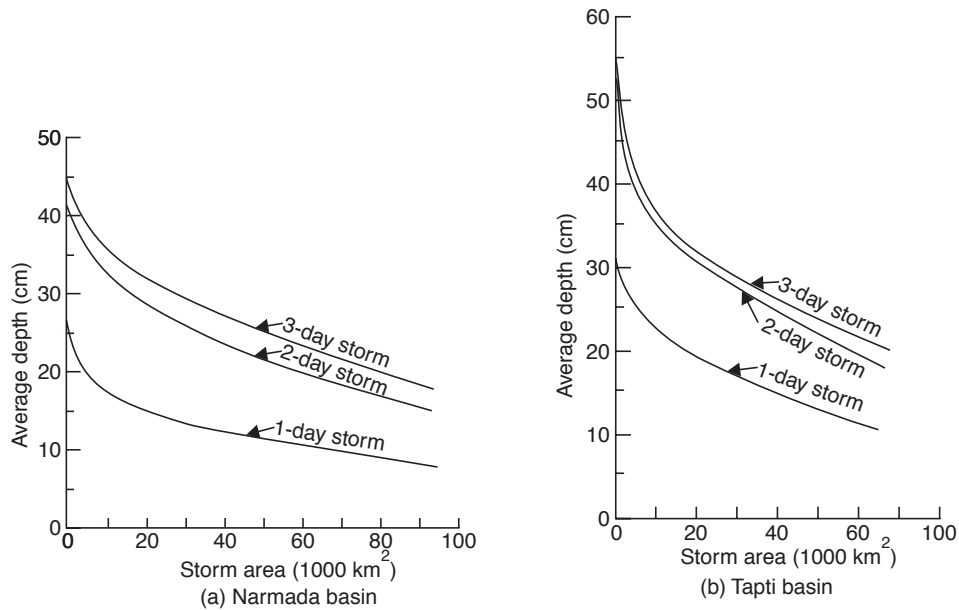 50
40
30
20
10
0
Average depth (cm)
3-day storm
2-day storm
1-day storm
0 20 40 60 80 100
Storm area (1000 km²)
(a) Narmada basin
60
50
40
30
20
10
0
Average depth (cm)
3-day storm
2-day storm
1-day storm
0 20 40 60 80 100
Storm area (1000 km²)
(b) Tapti basin